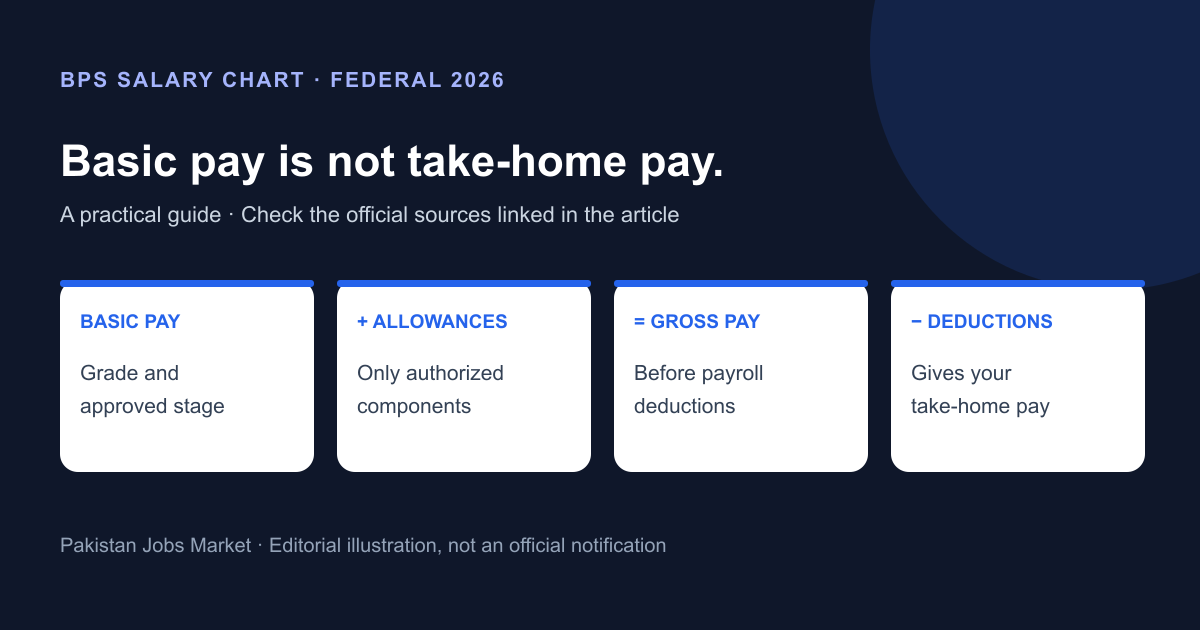 BPS SALARY CHART · FEDERAL 2026
Basic pay is not take-home pay.
A practical guide · Check the official sources linked in the article
BASIC PAY
Grade and
approved stage
+ ALLOWANCES
Only authorized
components
= GROSS PAY
Before payroll
deductions
− DEDUCTIONS
Gives your
take-home pay
Pakistan Jobs Market · Editorial illustration, not an official notification